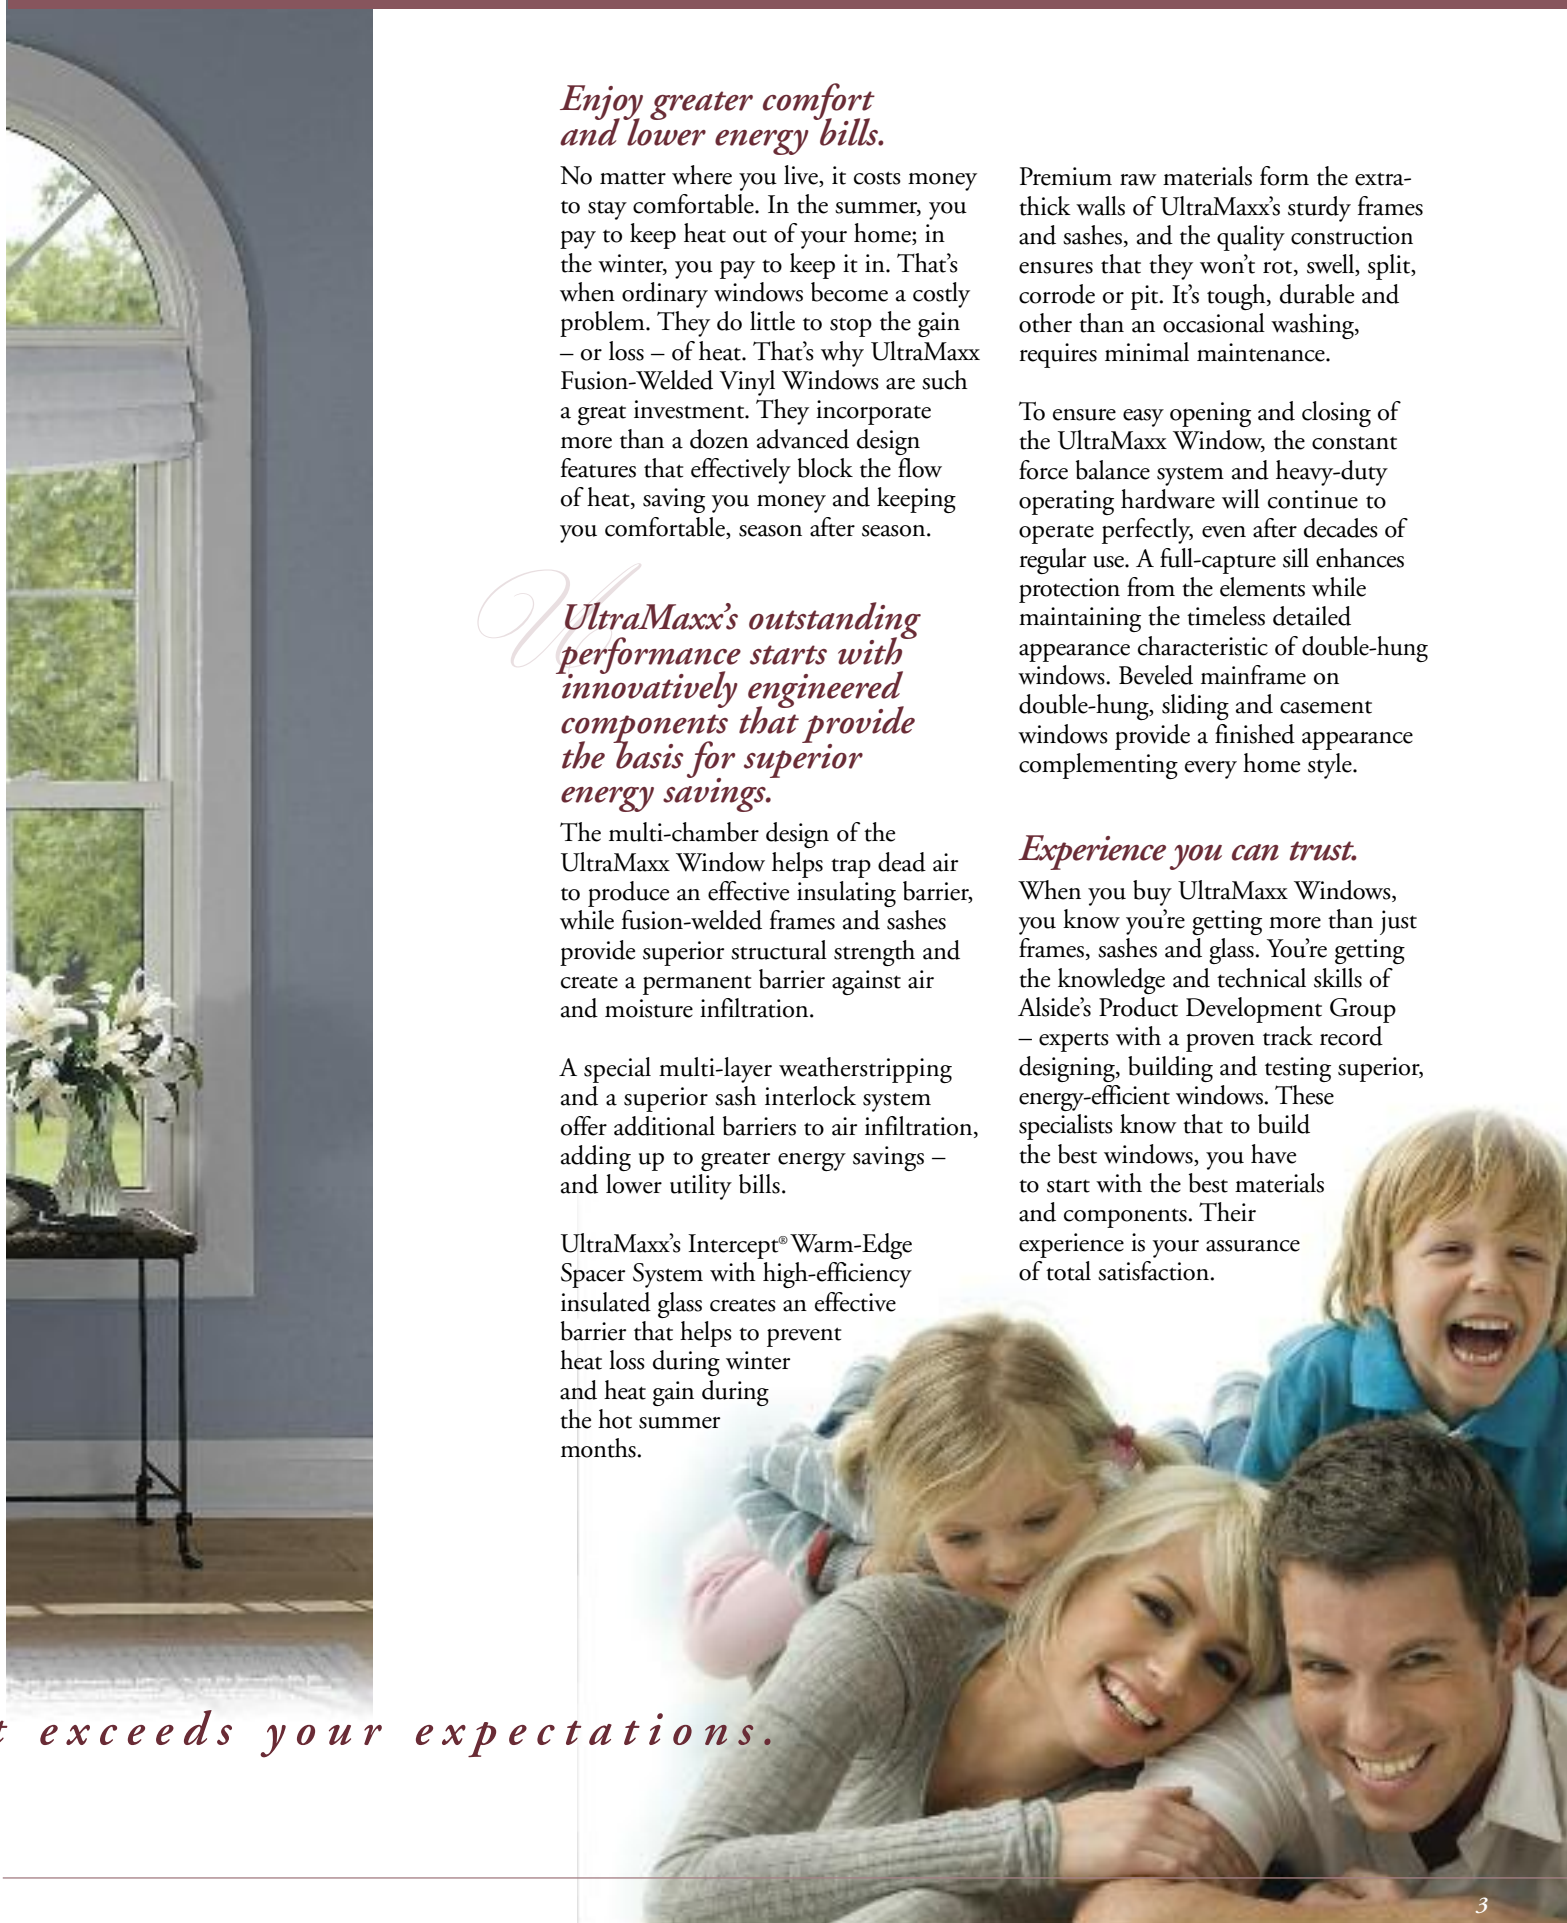 Enjoy greater comfort
and lower energy bills.
No matter where you live, it costs money
to stay comfortable. In the summer, you
pay to keep heat out of your home; in
the winter, you pay to keep it in. That’s
when ordinary windows become a costly
problem. They do little to stop the gain
– or loss – of heat. That’s why UltraMaxx
Fusion-Welded Vinyl Windows are such
a great investment. They incorporate
more than a dozen advanced design
features that effectively block the flow
of heat, saving you money and keeping
you comfortable, season after season.
U
UltraMaxx’s outstanding
performance starts with
innovatively engineered
components that provide
the basis for superior
energy savings.
The multi-chamber design of the
UltraMaxx Window helps trap dead air
to produce an effective insulating barrier,
while fusion-welded frames and sashes
provide superior structural strength and
create a permanent barrier against air
and moisture infiltration.
A special multi-layer weatherstripping
and a superior sash interlock system
offer additional barriers to air infiltration,
adding up to greater energy savings –
and lower utility bills.
UltraMaxx’s Intercept® Warm-Edge
Spacer System with high-efficiency
insulated glass creates an effective
barrier that helps to prevent
heat loss during winter
and heat gain during
the hot summer
months.
Premium raw materials form the extra-
thick walls of UltraMaxx’s sturdy frames
and sashes, and the quality construction
ensures that they won’t rot, swell, split,
corrode or pit. It’s tough, durable and
other than an occasional washing,
requires minimal maintenance.
To ensure easy opening and closing of
the UltraMaxx Window, the constant
force balance system and heavy-duty
operating hardware will continue to
operate perfectly, even after decades of
regular use. A full-capture sill enhances
protection from the elements while
maintaining the timeless detailed
appearance characteristic of double-hung
windows. Beveled mainframe on
double-hung, sliding and casement
windows provide a finished appearance
complementing every home style.
Experience you can trust.
When you buy UltraMaxx Windows,
you know you’re getting more than just
frames, sashes and glass. You’re getting
the knowledge and technical skills of
Alside’s Product Development Group
– experts with a proven track record
designing, building and testing superior,
energy-efficient windows. These
specialists know that to build
the best windows, you have
to start with the best materials
and components. Their
experience is your assurance
of total satisfaction.
t exceeds your expectations.
3